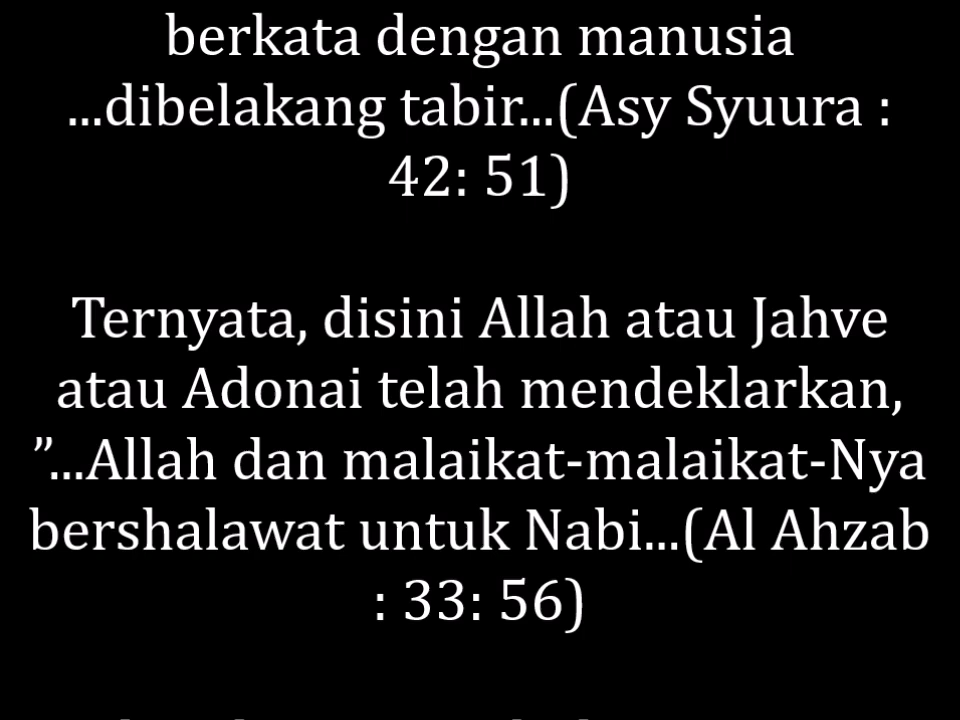 berkata dengan manusia
...dibelakang tabir...(Asy Syuura :
42: 51)
Ternyata, disini Allah atau Jahve
atau Adonai telah mendeklarkan,
”...Allah dan malaikat-malaikat-Nya
bershalawat untuk Nabi...(Al Ahzab
: 33: 56)